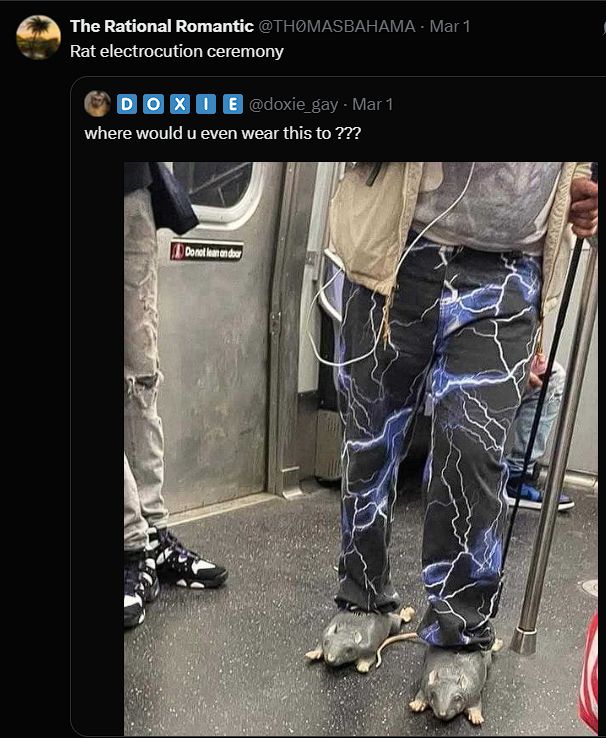 The Rational Romantic @THØMASBAHAMA · Mar 1
Rat electrocution ceremony
D O X I E @doxie_gay · Mar 1
where would u even wear this to ???
Do not lean on door